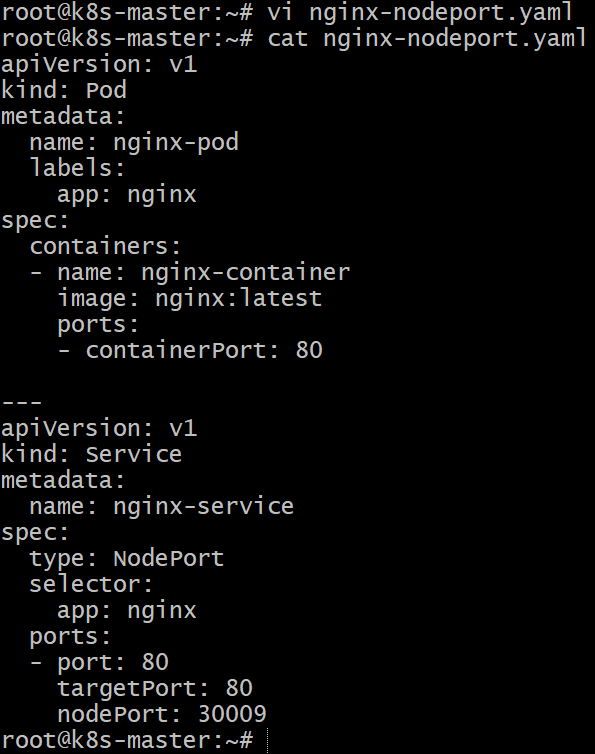 root@k8s-master:~# vi nginx-nodeport.yaml
root@k8s-master:~# cat nginx-nodeport.yaml
apiVersion: v1
kind: Pod
metadata:
  name: nginx-pod
  labels:
    app: nginx
spec:
  containers:
  - name: nginx-container
    image: nginx:latest
    ports:
    - containerPort: 80

---
apiVersion: v1
kind: Service
metadata:
  name: nginx-service
spec:
  type: NodePort
  selector:
    app: nginx
  ports:
  - port: 80
    targetPort: 80
    nodePort: 30009
root@k8s-master:~#